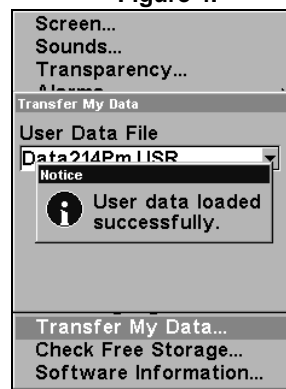 Screen...
Sounds...
Transparency...
Alarms
Transfer My Data
User Data File
Data214Pm.USR
Notice
User data loaded
successfully.
Transfer My Data...
Check Free Storage...
Software Information...